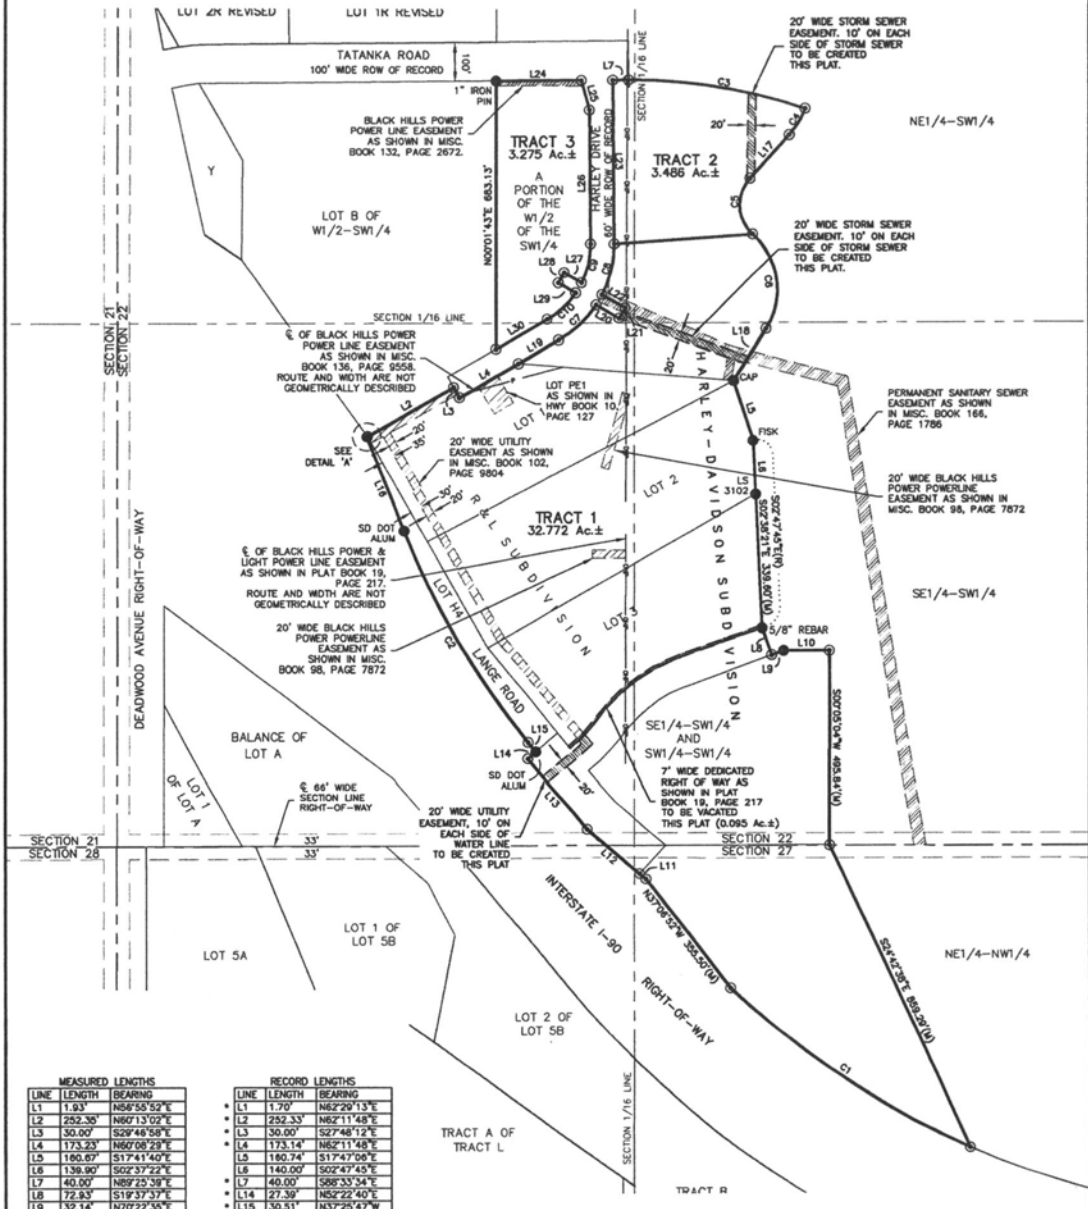 LOT 2R REVISED
LOT 1R REVISED
TATANKA ROAD
100' WIDE ROW OF RECORD
100'
L24
L7
1" IRON
PIN
BLACK HILLS POWER
POWER LINE EASEMENT
AS SHOWN IN MISC.
BOOK 132, PAGE 2672.
L25
TRACT 3
3.275 Ac.±
A
PORTION
OF THE
W1/2
OF THE
SW1/4
L26
HARLEY DRIVE
60' WIDE ROW OF RECORD
L23
SECTION 1/16 LINE
C3
20' WIDE STORM SEWER
EASEMENT. 10' ON EACH
SIDE OF STORM SEWER
TO BE CREATED
THIS PLAT.
20'
C4
L17
TRACT 2
3.486 Ac.±
C5
NE1/4-SW1/4
Y
LOT B OF
W1/2-SW1/4
N00°01'43"E 663.13'
20' WIDE STORM SEWER
EASEMENT. 10' ON EACH
SIDE OF STORM SEWER
TO BE CREATED
THIS PLAT.
L28
L27
C9
C8
L29
C10
L22
C6
SECTION 1/16 LINE
L30
C7
L20
L21
L18
SECTION 21
SECTION 22
℄ OF BLACK HILLS POWER
POWER LINE EASEMENT
AS SHOWN IN MISC.
BOOK 136, PAGE 9558.
ROUTE AND WIDTH ARE NOT
GEOMETRICALLY DESCRIBED
L19
L4
20'
CAP
L2
L3
LOT 1
LOT PE1
AS SHOWN IN
HWY BOOK 10,
PAGE 127
L5
PERMANENT SANITARY SEWER
EASEMENT AS SHOWN
IN MISC. BOOK 166,
PAGE 1786
SEE
DETAIL 'A'
20'
35'
20' WIDE UTILITY
EASEMENT AS SHOWN
IN MISC. BOOK 102,
PAGE 9804
FISK
L6
L16
30'
20'
LOT 2
LS
3102
20' WIDE BLACK HILLS
POWER POWERLINE
EASEMENT AS SHOWN IN
MISC. BOOK 98, PAGE 7872
SD DOT
ALUM
R & L SUBDIVISION
TRACT 1
32.772 Ac.±
HARLEY-DAVIDSON SUBDIVISION
S02°38'21"E 339.60'(M)
S02°47'45"E(R)
℄ OF BLACK HILLS POWER &
LIGHT POWER LINE EASEMENT
AS SHOWN IN PLAT BOOK 19,
PAGE 217.
ROUTE AND WIDTH ARE NOT
GEOMETRICALLY DESCRIBED
SE1/4-SW1/4
LOT H4
LOT 3
20' WIDE BLACK HILLS
POWER POWERLINE
EASEMENT AS
SHOWN IN MISC.
BOOK 98, PAGE 7872
C2
LANGE ROAD
5/8" REBAR
L8
L9
L10
DEADWOOD AVENUE RIGHT-OF-WAY
S00°05'04"W 495.84'(M)
SE1/4-SW1/4
AND
SW1/4-SW1/4
BALANCE OF
LOT A
L15
L14
SD DOT
ALUM
20'
7' WIDE DEDICATED
RIGHT OF WAY AS
SHOWN IN PLAT
BOOK 19, PAGE 217
TO BE VACATED
THIS PLAT (0.095 Ac.±)
LOT 1
OF LOT A
℄ 66' WIDE
SECTION LINE
RIGHT-OF-WAY
L13
20' WIDE UTILITY
EASEMENT, 10' ON
EACH SIDE OF
WATER LINE
TO BE CREATED
THIS PLAT
SECTION 21
SECTION 28
33'
33'
SECTION 22
SECTION 27
L12
L11
INTERSTATE I-90
RIGHT-OF-WAY
N37°06'52"W 355.50'(M)
LOT 5A
LOT 1 OF
LOT 5B
NE1/4-NW1/4
S24°42'38"E 859.29'(M)
LOT 2 OF
LOT 5B
C1
SECTION 1/16 LINE
TRACT A OF
TRACT L
TRACT B
MEASURED LENGTHS
LINE LENGTH BEARING
L1 1.93' N56°55'52"E
L2 252.35' N60°13'02"E
L3 30.00' S29°46'58"E
L4 173.23' N60°08'29"E
L5 160.67' S17°41'40"E
L6 139.90' S02°37'22"E
L7 40.00' N89°25'39"E
L8 72.93' S19°37'37"E
L9 32.14' N70°22'35"E
RECORD LENGTHS
LINE LENGTH BEARING
* L1 1.70' N62°29'13"E
* L2 252.33' N62°11'48"E
* L3 30.00' S27°48'12"E
* L4 173.14' N62°11'48"E
L5 160.74' S17°47'06"E
L6 140.00' S02°47'45"E
* L7 40.00' S88°33'34"E
* L14 27.39' N52°22'40"E
* L15 30.51' N37°25'47"W